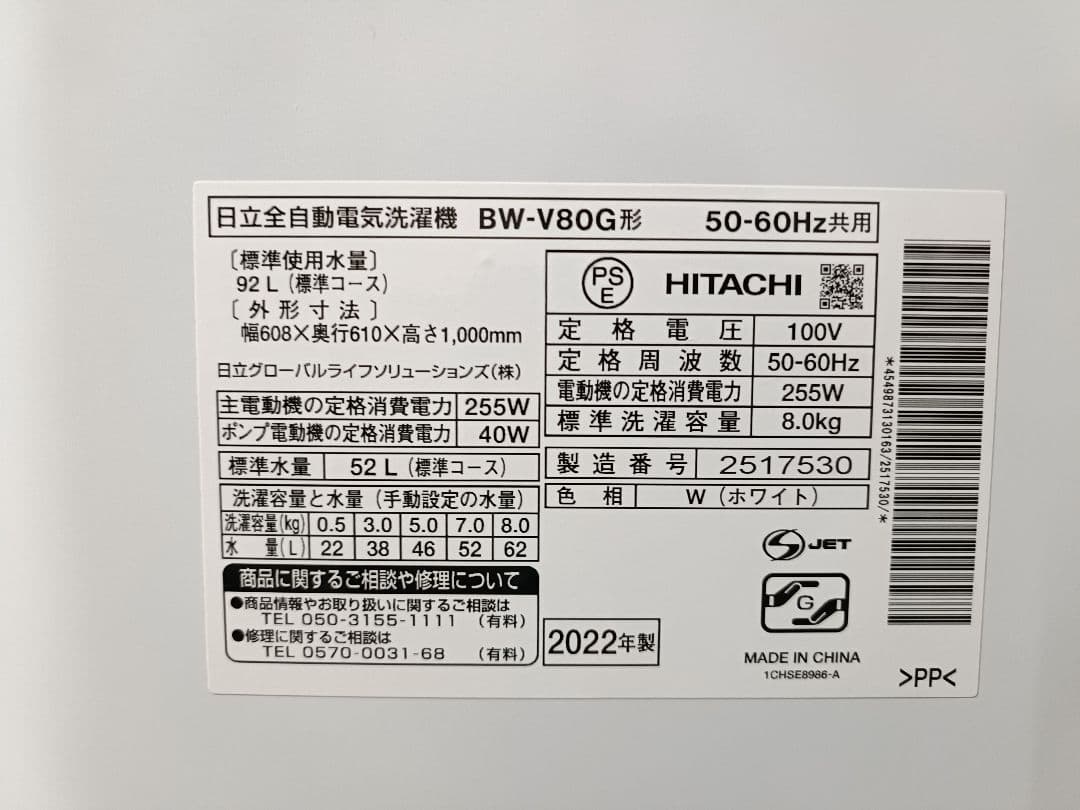 日立全自動電気洗濯機 BW-V80G形 50-60Hz共用
〔標準使用水量〕
92 L（標準コース）
〔外形寸法〕
幅608×奥行610×高さ1,000mm
日立グローバルライフソリューションズ(株)
主電動機の定格消費電力 255W
ポンプ電動機の定格消費電力 40W
標準水量 52 L（標準コース）
洗濯容量と水量（手動設定の水量）
洗濯容量(kg) 0.5 3.0 5.0 7.0 8.0
水量(L) 22 38 46 52 62
商品に関するご相談や修理について
●商品情報やお取り扱いに関するご相談は
TEL 050-3155-1111 （有料）
●修理に関するご相談は
TEL 0570-0031-68 （有料）
PS
E
HITACHI
定格電圧 100V
定格周波数 50-60Hz
電動機の定格消費電力 255W
標準洗濯容量 8.0kg
製造番号 2517530
色相 W（ホワイト）
S JET
G
2022年製
MADE IN CHINA
1CHSE8986-A
>PP<
*4549873130163/2517530/*